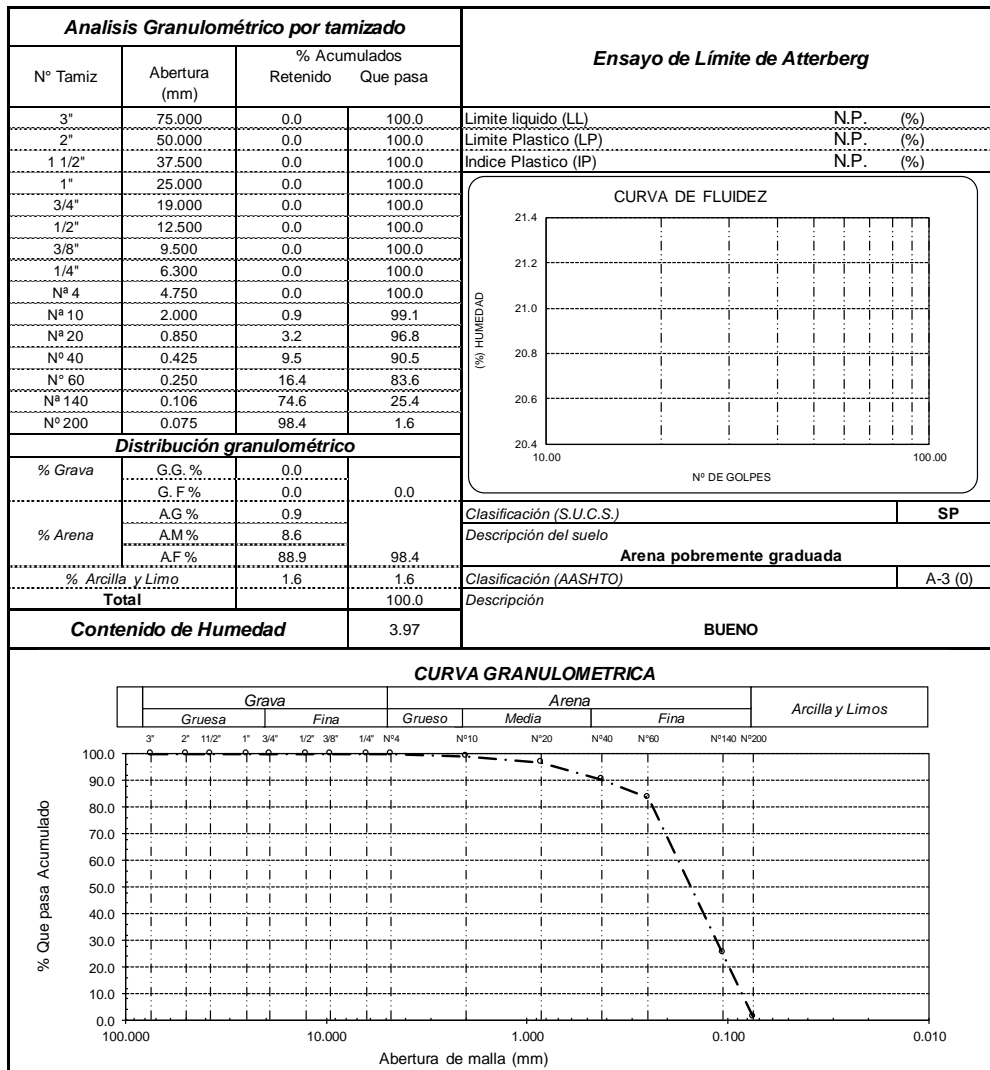 Analisis Granulométrico por tamizado
N° Tamiz Abertura (mm) % Acumulados
Retenido Que pasa
3" 75.000 0.0 100.0
2" 50.000 0.0 100.0
1 1/2" 37.500 0.0 100.0
1" 25.000 0.0 100.0
3/4" 19.000 0.0 100.0
1/2" 12.500 0.0 100.0
3/8" 9.500 0.0 100.0
1/4" 6.300 0.0 100.0
Nª 4 4.750 0.0 100.0
Nª 10 2.000 0.9 99.1
Nª 20 0.850 3.2 96.8
Nº 40 0.425 9.5 90.5
N° 60 0.250 16.4 83.6
Nª 140 0.106 74.6 25.4
Nº 200 0.075 98.4 1.6
Distribución granulométrico
% Grava G.G. % 0.0
G. F % 0.0 0.0
% Arena A.G % 0.9
A.M % 8.6
A.F % 88.9 98.4
% Arcilla y Limo 1.6 1.6
Total 100.0
Contenido de Humedad 3.97
Ensayo de Límite de Atterberg
Limite liquido (LL) N.P. (%)
Limite Plastico (LP) N.P. (%)
Indice Plastico (IP) N.P. (%)
CURVA DE FLUIDEZ
(%) HUMEDAD
21.4
21.2
21.0
20.8
20.6
20.4
10.00 100.00
Nº DE GOLPES
Clasificación (S.U.C.S.) SP
Descripción del suelo
Arena pobremente graduada
Clasificación (AASHTO) A-3 (0)
Descripción
BUENO
CURVA GRANULOMETRICA
Grava Arena Arcilla y Limos
Gruesa Fina Grueso Media Fina
3" 2" 11/2" 1" 3/4" 1/2" 3/8" 1/4" Nº4 Nº10 Nº20 Nº40 Nº60 Nº140 Nº200
% Que pasa Acumulado
100.0
90.0
80.0
70.0
60.0
50.0
40.0
30.0
20.0
10.0
0.0
100.000 10.000 1.000 0.100 0.010
Abertura de malla (mm)